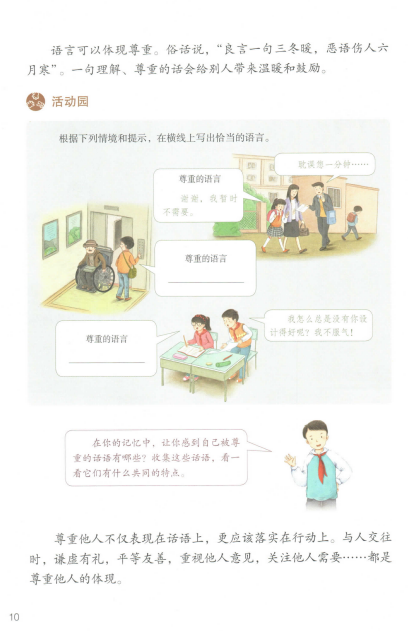 语言可以体现尊重。俗话说，“良言一句三冬暖，恶语伤人六
月寒”。一句理解、尊重的话会给别人带来温暖和鼓励。
活动园
根据下列情境和提示，在横线上写出恰当的语言。
耽误您一分钟……
尊重的语言
谢谢，我暂时
不需要。
尊重的语言
尊重的语言
我怎么总是没有你设
计得好呢？我不服气！
在你的记忆中，让你感到自己被尊
重的话语有哪些？收集这些话语，看一
看它们有什么共同的特点。
尊重他人不仅表现在话语上，更应该落实在行动上。与人交往
时，谦虚有礼，平等友善，重视他人意见，关注他人需要……都是
尊重他人的体现。
10